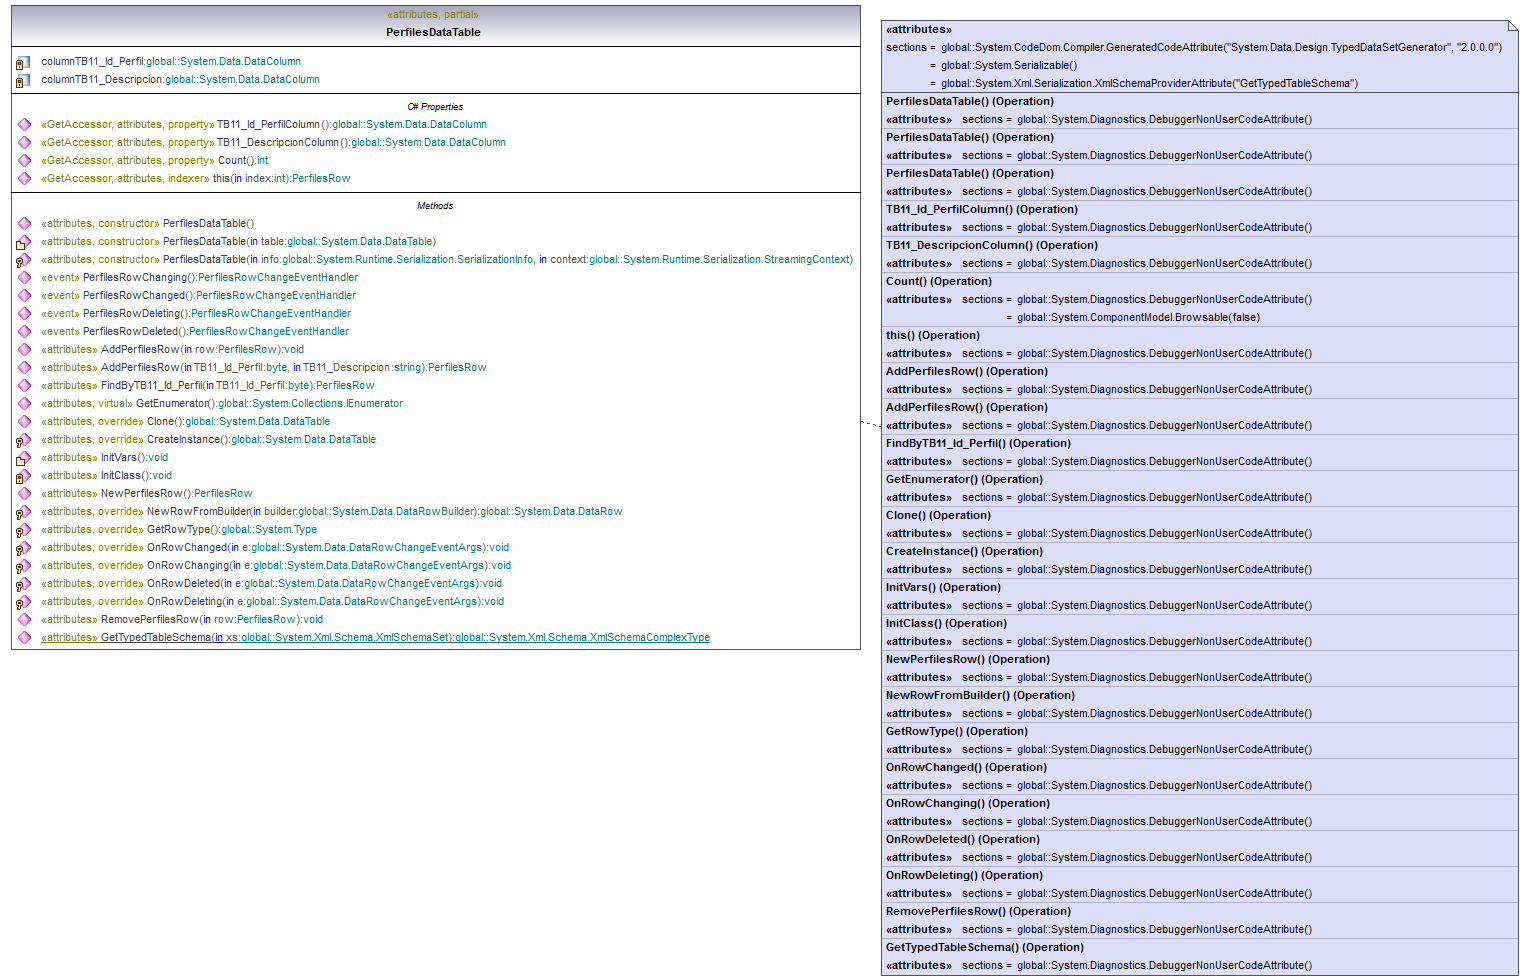 «attributes, partial»
PerfilesDataTable
columnTB11_Id_Perfil:global::System.Data.DataColumn
columnTB11_Descripcion:global::System.Data.DataColumn
C# Properties
«GetAccessor, attributes, property» TB11_Id_PerfilColumn():global::System.Data.DataColumn
«GetAccessor, attributes, property» TB11_DescripcionColumn():global::System.Data.DataColumn
«GetAccessor, attributes, property» Count():int
«GetAccessor, attributes, indexer» this(in index:int):PerfilesRow
Methods
«attributes, constructor» PerfilesDataTable()
«attributes, constructor» PerfilesDataTable(in table:global::System.Data.DataTable)
«attributes, constructor» PerfilesDataTable(in info:global::System.Runtime.Serialization.SerializationInfo, in context:global::System.Runtime.Serialization.StreamingContext)
«event» PerfilesRowChanging():PerfilesRowChangeEventHandler
«event» PerfilesRowChanged():PerfilesRowChangeEventHandler
«event» PerfilesRowDeleting():PerfilesRowChangeEventHandler
«event» PerfilesRowDeleted():PerfilesRowChangeEventHandler
«attributes» AddPerfilesRow(in row:PerfilesRow):void
«attributes» AddPerfilesRow(in TB11_Id_Perfil:byte, in TB11_Descripcion:string):PerfilesRow
«attributes» FindByTB11_Id_Perfil(in TB11_Id_Perfil:byte):PerfilesRow
«attributes, virtual» GetEnumerator():global::System.Collections.IEnumerator
«attributes, override» Clone():global::System.Data.DataTable
«attributes, override» CreateInstance():global::System.Data.DataTable
«attributes» InitVars():void
«attributes» InitClass():void
«attributes» NewPerfilesRow():PerfilesRow
«attributes, override» NewRowFromBuilder(in builder:global::System.Data.DataRowBuilder):global::System.Data.DataRow
«attributes, override» GetRowType():global::System.Type
«attributes, override» OnRowChanged(in e:global::System.Data.DataRowChangeEventArgs):void
«attributes, override» OnRowChanging(in e:global::System.Data.DataRowChangeEventArgs):void
«attributes, override» OnRowDeleted(in e:global::System.Data.DataRowChangeEventArgs):void
«attributes, override» OnRowDeleting(in e:global::System.Data.DataRowChangeEventArgs):void
«attributes» RemovePerfilesRow(in row:PerfilesRow):void
«attributes» GetTypedTableSchema(in xs:global::System.Xml.Schema.XmlSchemaSet):global::System.Xml.Schema.XmlSchemaComplexType
«attributes»
sections = global::System.CodeDom.Compiler.GeneratedCodeAttribute("System.Data.Design.TypedDataSetGenerator", "2.0.0.0")
= global::System.Serializable()
= global::System.Xml.Serialization.XmlSchemaProviderAttribute("GetTypedTableSchema")
PerfilesDataTable() (Operation)
«attributes» sections = global::System.Diagnostics.DebuggerNonUserCodeAttribute()
PerfilesDataTable() (Operation)
«attributes» sections = global::System.Diagnostics.DebuggerNonUserCodeAttribute()
PerfilesDataTable() (Operation)
«attributes» sections = global::System.Diagnostics.DebuggerNonUserCodeAttribute()
TB11_Id_PerfilColumn() (Operation)
«attributes» sections = global::System.Diagnostics.DebuggerNonUserCodeAttribute()
TB11_DescripcionColumn() (Operation)
«attributes» sections = global::System.Diagnostics.DebuggerNonUserCodeAttribute()
Count() (Operation)
«attributes» sections = global::System.Diagnostics.DebuggerNonUserCodeAttribute()
= global::System.ComponentModel.Browsable(false)
this() (Operation)
«attributes» sections = global::System.Diagnostics.DebuggerNonUserCodeAttribute()
AddPerfilesRow() (Operation)
«attributes» sections = global::System.Diagnostics.DebuggerNonUserCodeAttribute()
AddPerfilesRow() (Operation)
«attributes» sections = global::System.Diagnostics.DebuggerNonUserCodeAttribute()
FindByTB11_Id_Perfil() (Operation)
«attributes» sections = global::System.Diagnostics.DebuggerNonUserCodeAttribute()
GetEnumerator() (Operation)
«attributes» sections = global::System.Diagnostics.DebuggerNonUserCodeAttribute()
Clone() (Operation)
«attributes» sections = global::System.Diagnostics.DebuggerNonUserCodeAttribute()
CreateInstance() (Operation)
«attributes» sections = global::System.Diagnostics.DebuggerNonUserCodeAttribute()
InitVars() (Operation)
«attributes» sections = global::System.Diagnostics.DebuggerNonUserCodeAttribute()
InitClass() (Operation)
«attributes» sections = global::System.Diagnostics.DebuggerNonUserCodeAttribute()
NewPerfilesRow() (Operation)
«attributes» sections = global::System.Diagnostics.DebuggerNonUserCodeAttribute()
NewRowFromBuilder() (Operation)
«attributes» sections = global::System.Diagnostics.DebuggerNonUserCodeAttribute()
GetRowType() (Operation)
«attributes» sections = global::System.Diagnostics.DebuggerNonUserCodeAttribute()
OnRowChanged() (Operation)
«attributes» sections = global::System.Diagnostics.DebuggerNonUserCodeAttribute()
OnRowChanging() (Operation)
«attributes» sections = global::System.Diagnostics.DebuggerNonUserCodeAttribute()
OnRowDeleted() (Operation)
«attributes» sections = global::System.Diagnostics.DebuggerNonUserCodeAttribute()
OnRowDeleting() (Operation)
«attributes» sections = global::System.Diagnostics.DebuggerNonUserCodeAttribute()
RemovePerfilesRow() (Operation)
«attributes» sections = global::System.Diagnostics.DebuggerNonUserCodeAttribute()
GetTypedTableSchema() (Operation)
«attributes» sections = global::System.Diagnostics.DebuggerNonUserCodeAttribute()